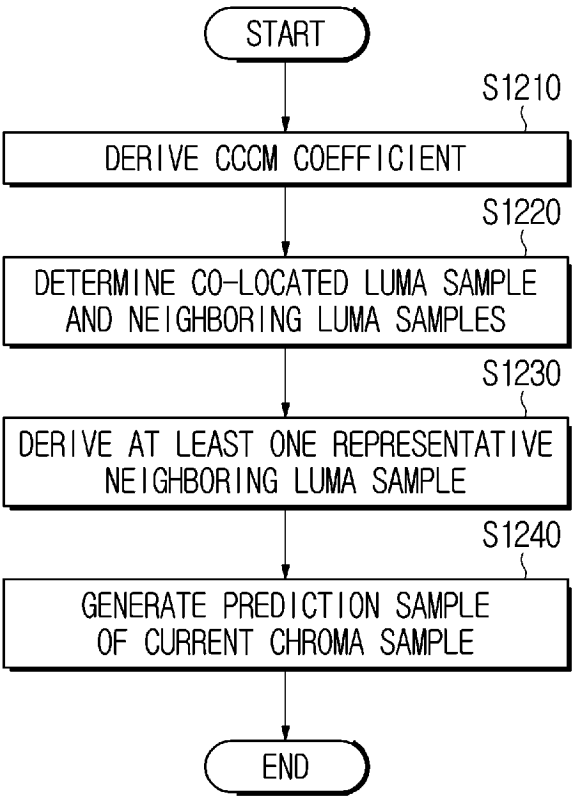 START
S1210
DERIVE CCCM COEFFICIENT
S1220
DETERMINE CO-LOCATED LUMA SAMPLE
AND NEIGHBORING LUMA SAMPLES
S1230
DERIVE AT LEAST ONE REPRESENTATIVE
NEIGHBORING LUMA SAMPLE
S1240
GENERATE PREDICTION SAMPLE
OF CURRENT CHROMA SAMPLE
END